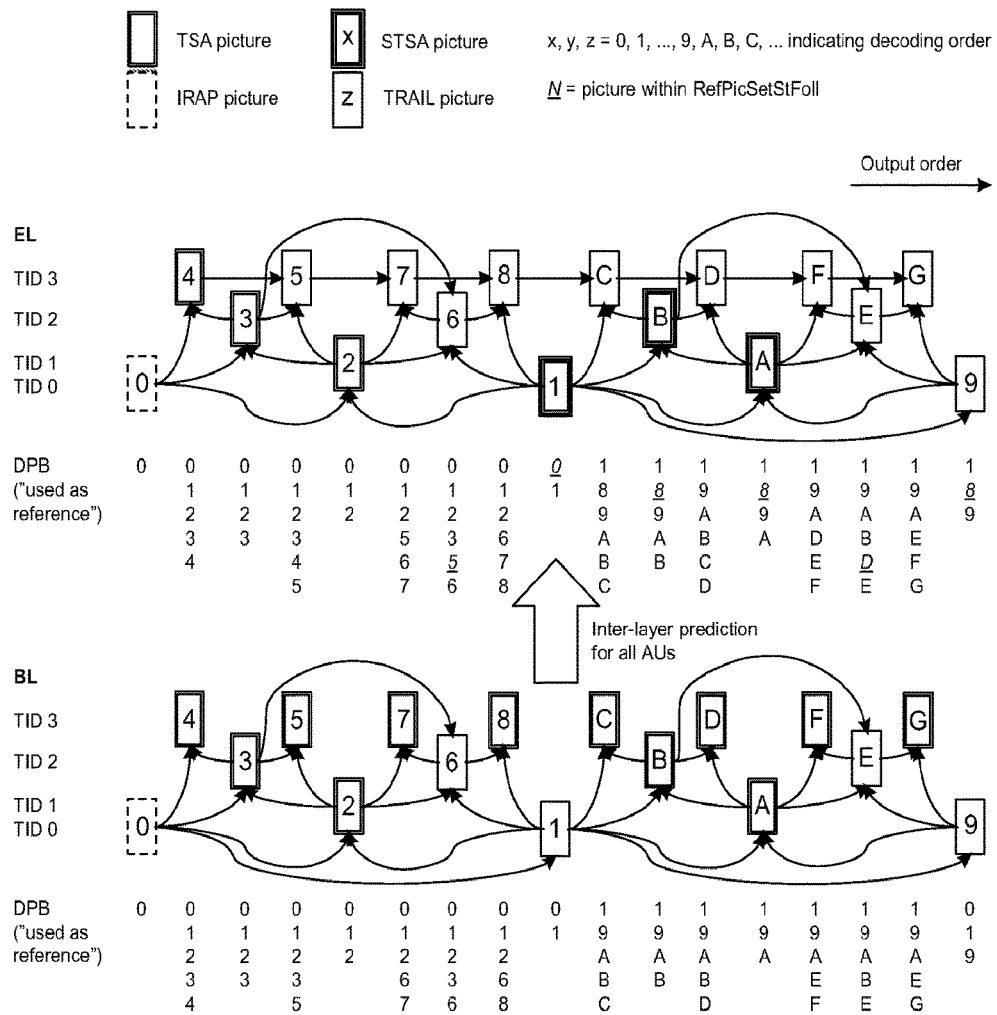 TSA picture
x STSA picture
x, y, z = 0, 1, ..., 9, A, B, C, ... indicating decoding order
IRAP picture
z TRAIL picture
N = picture within RefPicSetStFoll
Output order
EL
TID 3 4 5 7 8 C D F G
TID 2 3 6 B E
TID 1 2 A
TID 0 0 1 9
DPB 0 0 0 0 0 0 0 0 0 1 1 1 1 1 1 1 1
("used as 1 1 1 1 1 1 1 1 8 8 9 8 9 9 9 8
reference") 2 2 2 2 2 2 2 9 9 A 9 A A A 9
3 3 3 5 3 6 A A B A D B E
4 4 6 5 7 B B C E D F
5 7 6 8 C D F E G
Inter-layer prediction
for all AUs
BL
TID 3 4 5 7 8 C D F G
TID 2 3 6 B E
TID 1 2 A
TID 0 0 1 9
DPB 0 0 0 0 0 0 0 0 0 1 1 1 1 1 1 1 0
("used as 1 1 1 1 1 1 1 1 9 9 9 9 9 9 9 1
reference") 2 2 2 2 2 2 2 A A A A A A A 9
3 3 3 6 3 6 B B B E B E
4 5 7 6 8 C D F E G